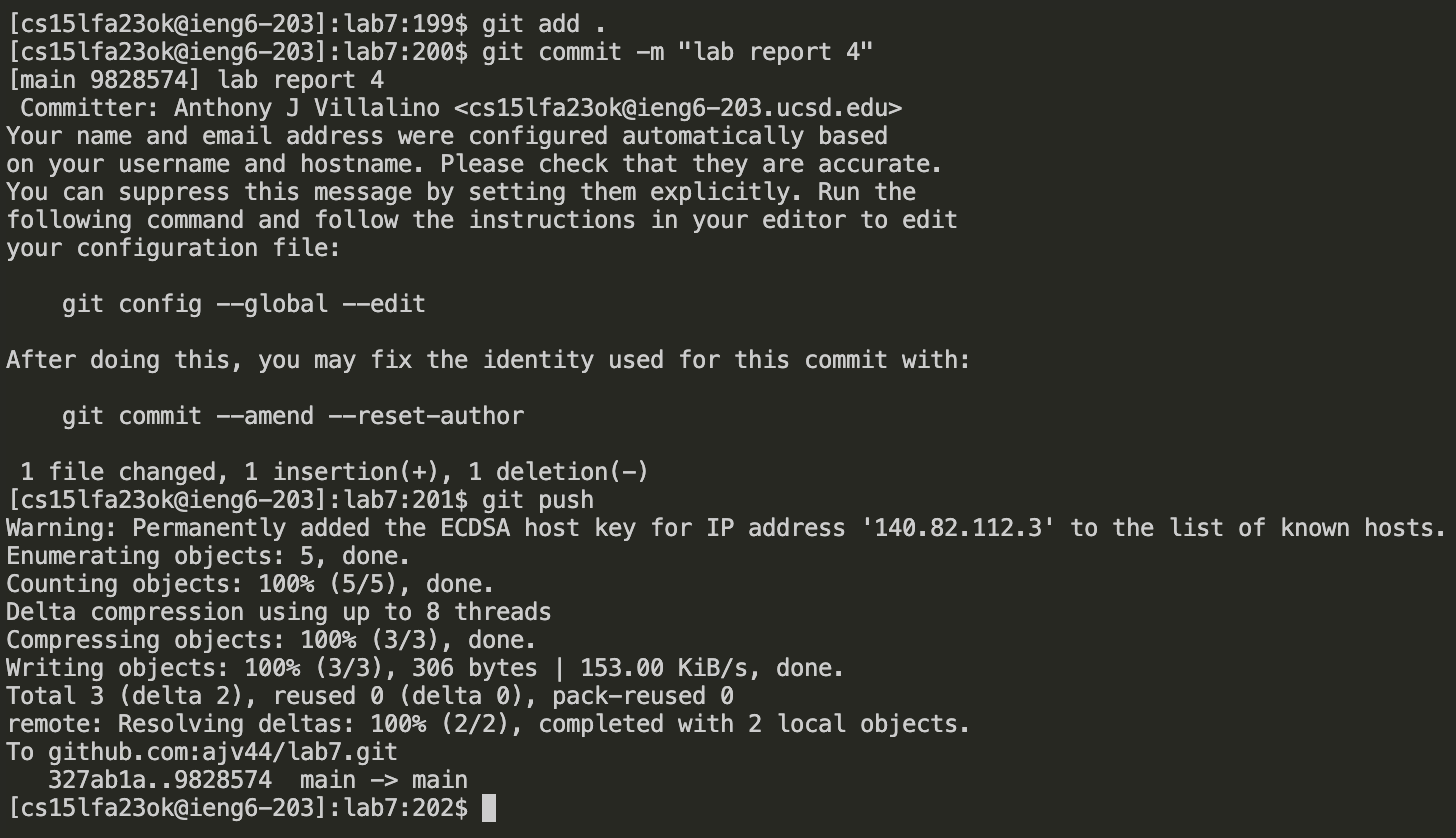 [cs15lfa23ok@ieng6-203]:lab7:199$ git add .
[cs15lfa23ok@ieng6-203]:lab7:200$ git commit -m "lab report 4"
[main 9828574] lab report 4
 Committer: Anthony J Villalino <cs15lfa23ok@ieng6-203.ucsd.edu>
Your name and email address were configured automatically based
on your username and hostname. Please check that they are accurate.
You can suppress this message by setting them explicitly. Run the
following command and follow the instructions in your editor to edit
your configuration file:

    git config --global --edit

After doing this, you may fix the identity used for this commit with:

    git commit --amend --reset-author

 1 file changed, 1 insertion(+), 1 deletion(-)
[cs15lfa23ok@ieng6-203]:lab7:201$ git push
Warning: Permanently added the ECDSA host key for IP address '140.82.112.3' to the list of known hosts.
Enumerating objects: 5, done.
Counting objects: 100% (5/5), done.
Delta compression using up to 8 threads
Compressing objects: 100% (3/3), done.
Writing objects: 100% (3/3), 306 bytes | 153.00 KiB/s, done.
Total 3 (delta 2), reused 0 (delta 0), pack-reused 0
remote: Resolving deltas: 100% (2/2), completed with 2 local objects.
To github.com:ajv44/lab7.git
   327ab1a..9828574  main -> main
[cs15lfa23ok@ieng6-203]:lab7:202$